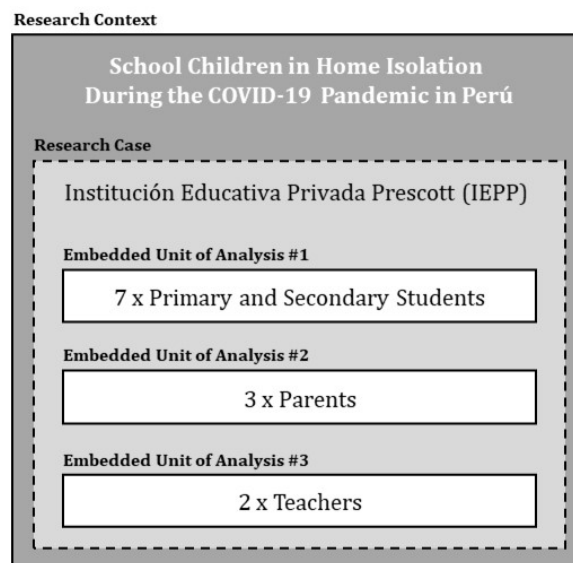 Research Context
School Children in Home Isolation
During the COVID-19 Pandemic in Perú
Research Case
Institución Educativa Privada Prescott (IEPP)
Embedded Unit of Analysis #1
7 x Primary and Secondary Students
Embedded Unit of Analysis #2
3 x Parents
Embedded Unit of Analysis #3
2 x Teachers